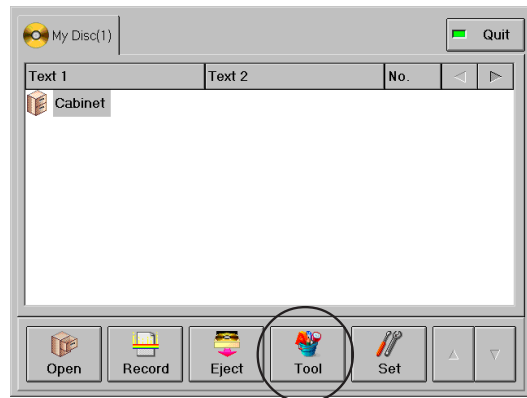 My Disc(1)
Quit
Text 1 Text 2 No.
Cabinet
Open Record Eject Tool Set